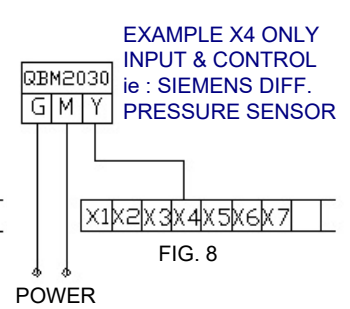 EXAMPLE X4 ONLY
INPUT & CONTROL
ie : SIEMENS DIFF.
PRESSURE SENSOR
QBM2030
G M Y
X1 X2 X3 X4 X5 X6 X7
FIG. 8
POWER